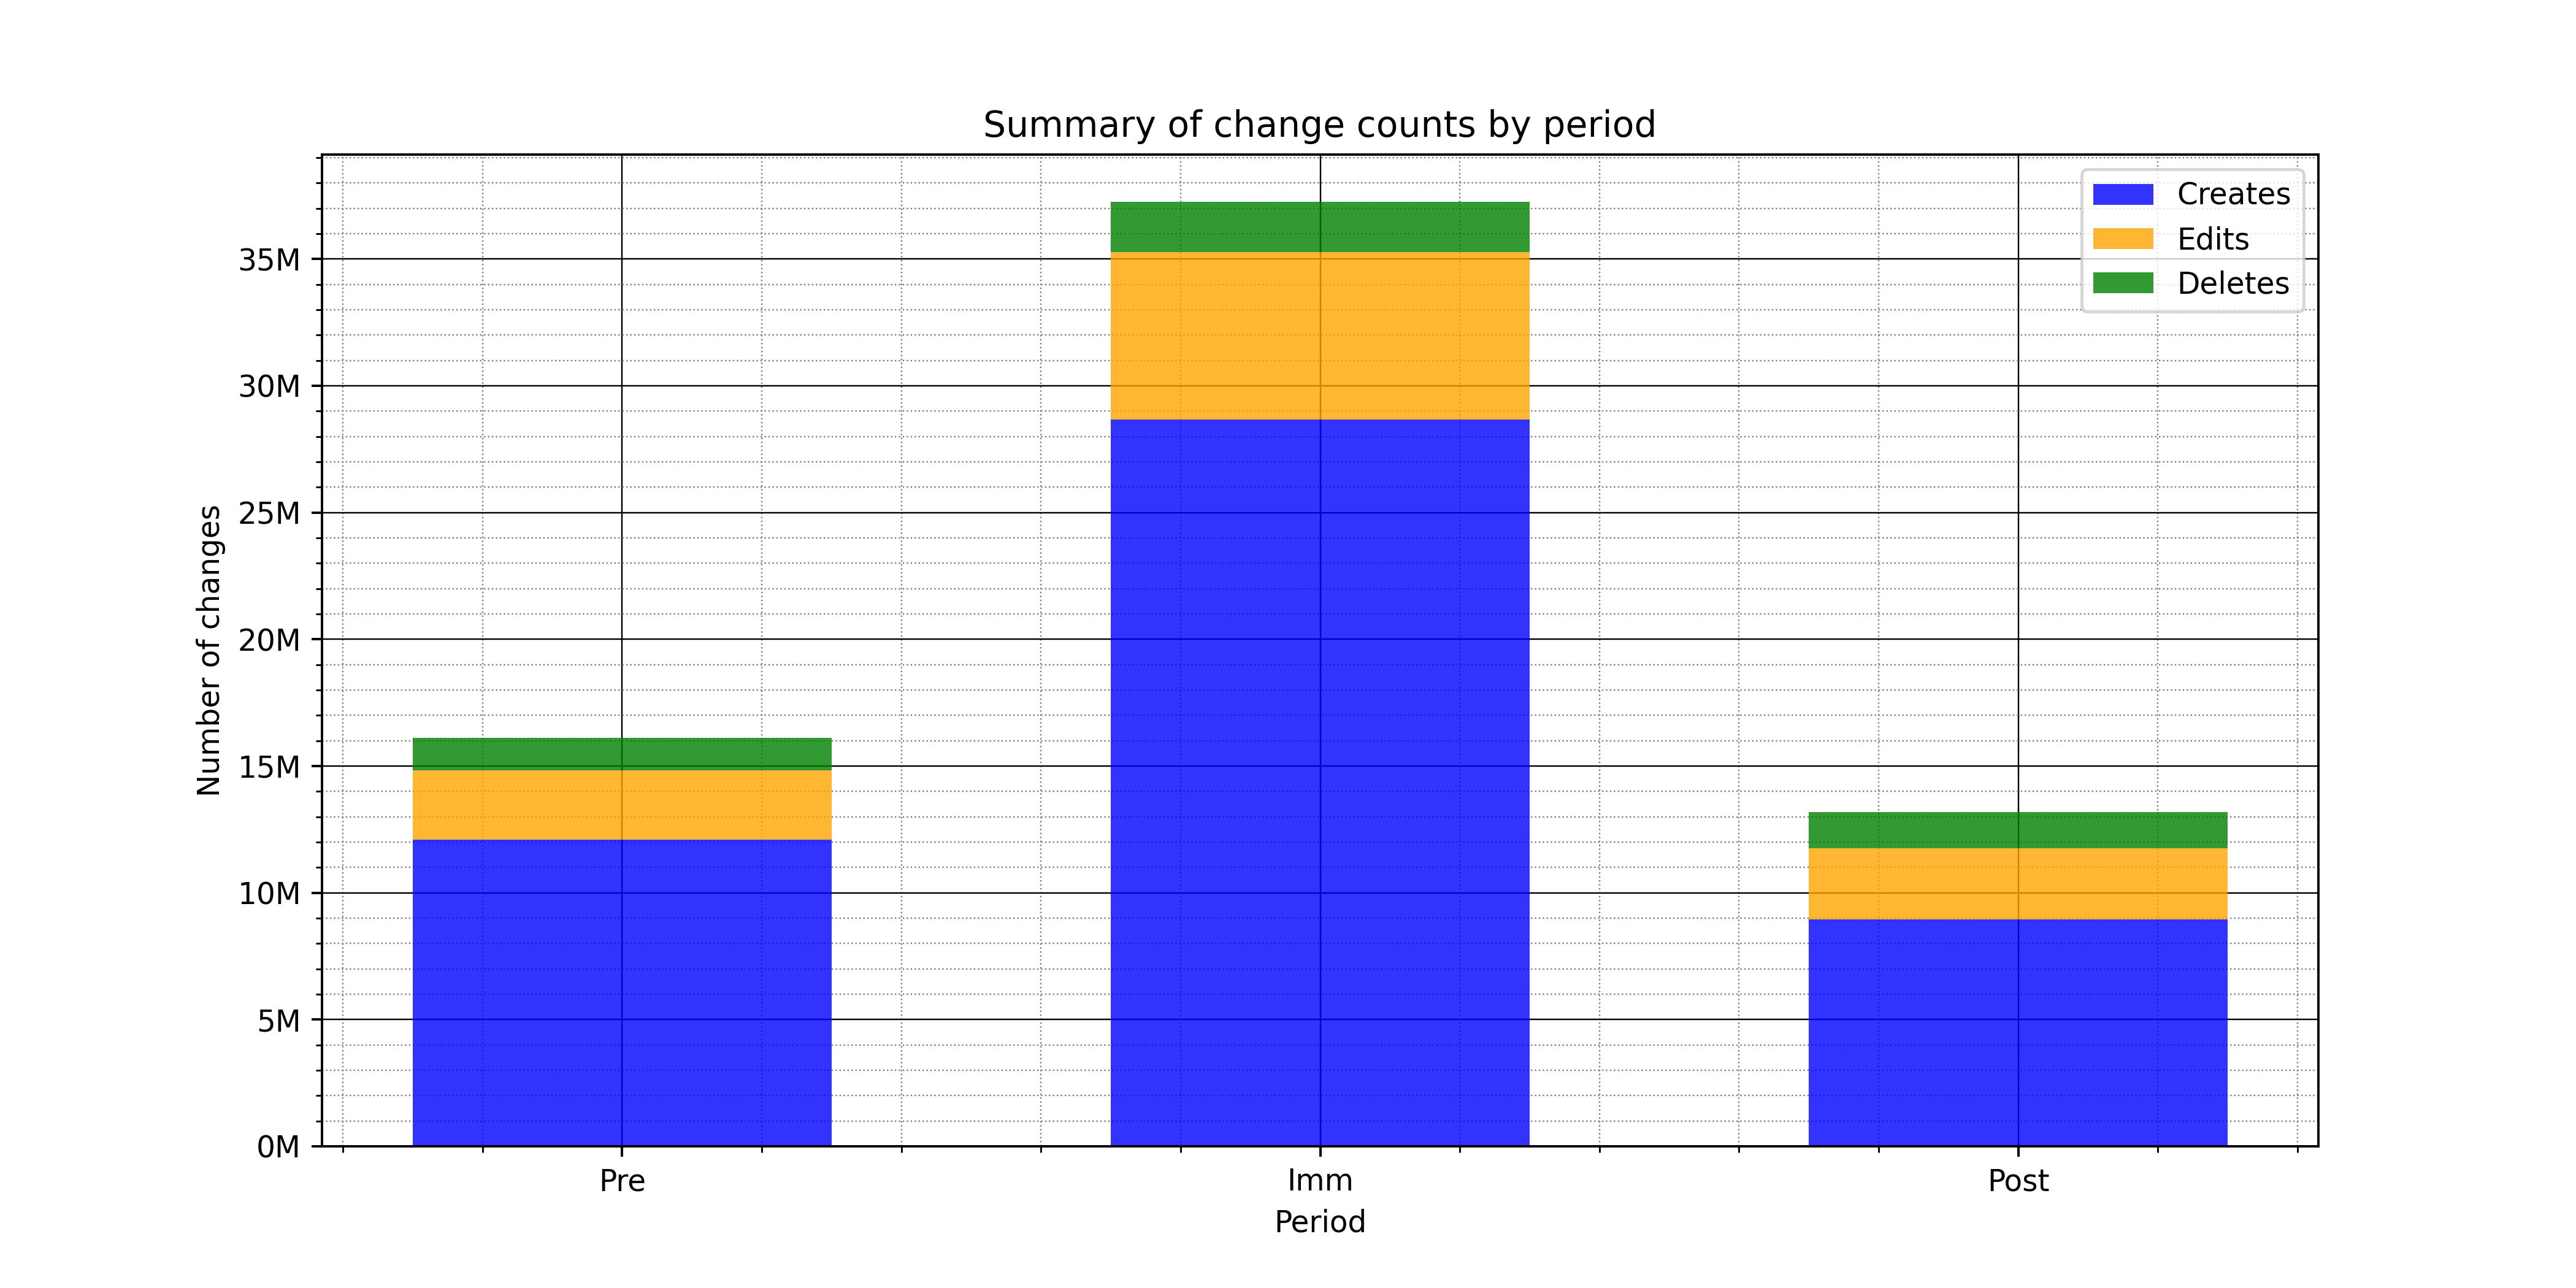 Summary of change counts by period
Creates
Edits
Deletes
Number of changes
35M
30M
25M
20M
15M
10M
5M
0M
Pre
Imm
Post
Period